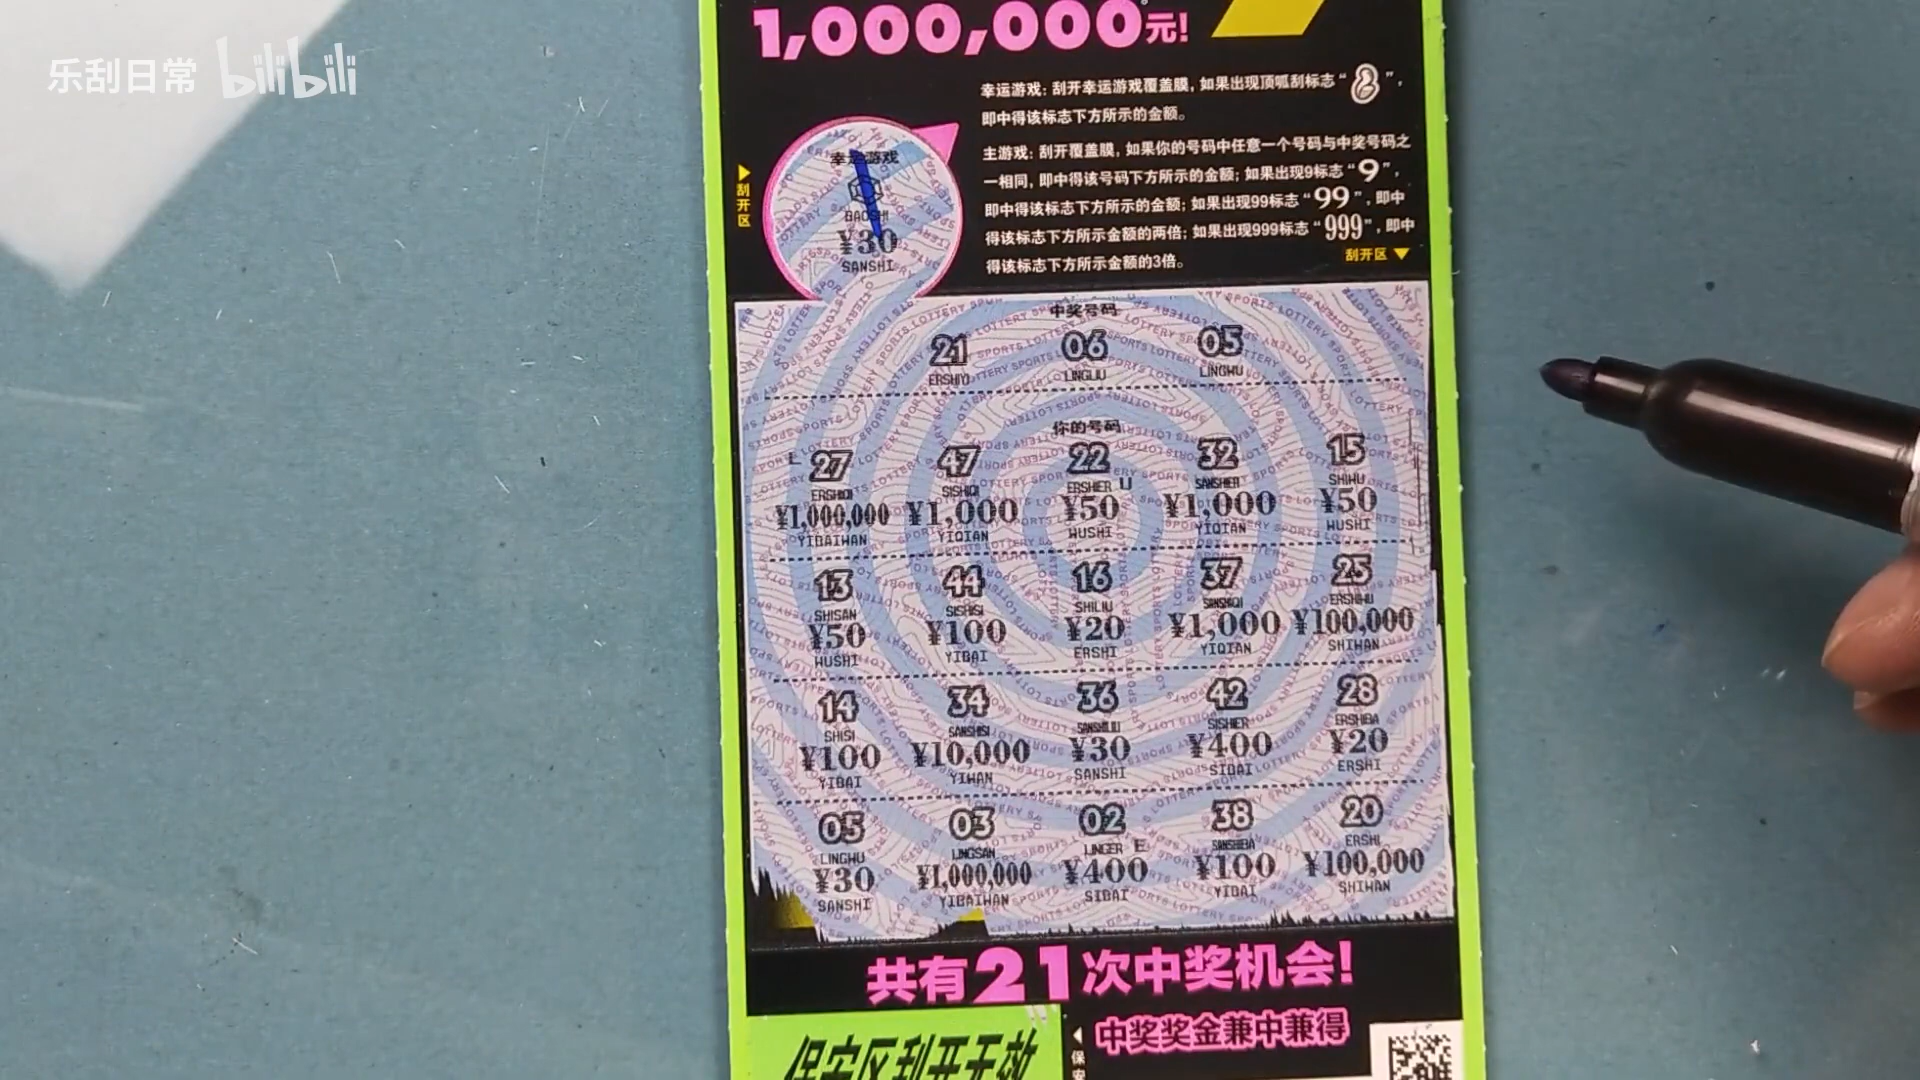 乐刮日常 bilibili
1,000,000元!
幸运游戏: 刮开幸运游戏覆盖膜, 如果出现顶呱刮标志“ ”,
即中得该标志下方所示的金额。
主游戏: 刮开覆盖膜, 如果你的号码中任意一个号码与中奖号码之
一相同, 即中得该号码下方所示的金额; 如果出现9标志“9”,
即中得该标志下方所示的金额; 如果出现99标志“99”, 即中
得该标志下方所示金额的两倍; 如果出现999标志“999”, 即中
得该标志下方所示金额的3倍。
刮开区
刮开区
幸运游戏
BAOSHI
¥30
SANSHI
中奖号码
21 06 05
ERSHIYI LINGLIU LINGWU
你的号码
L 27 47 22 32 15
ERSHIQI SISHIQI ERSHIER U SANSHIER SHIWU
¥1,000,000 ¥1,000 ¥50 ¥1,000 ¥50
YIBAIWAN YIQIAN WUSHI YIQIAN WUSHI
13 44 16 37 25
SHISAN SISHISI SHILIU SANSHIQI ERSHIWU
¥50 ¥100 ¥20 ¥1,000 ¥100,000
WUSHI YIBAI ERSHI YIQIAN SHIWAN
14 34 36 42 28
SHISI SANSHISI SANSHILIU SISHIER ERSHIBA
¥100 ¥10,000 ¥30 ¥400 ¥20
YIBAI YIWAN SANSHI SIBAI ERSHI
05 03 02 38 20
LINGWU LINGSAN LINGER E SANSHIBA ERSHI
¥30 ¥1,000,000 ¥400 ¥100 ¥100,000
SANSHI YIBAIWAN SIBAI YIBAI SHIWAN
共有21次中奖机会!
中奖奖金兼中兼得
保安区刮开无效
保安